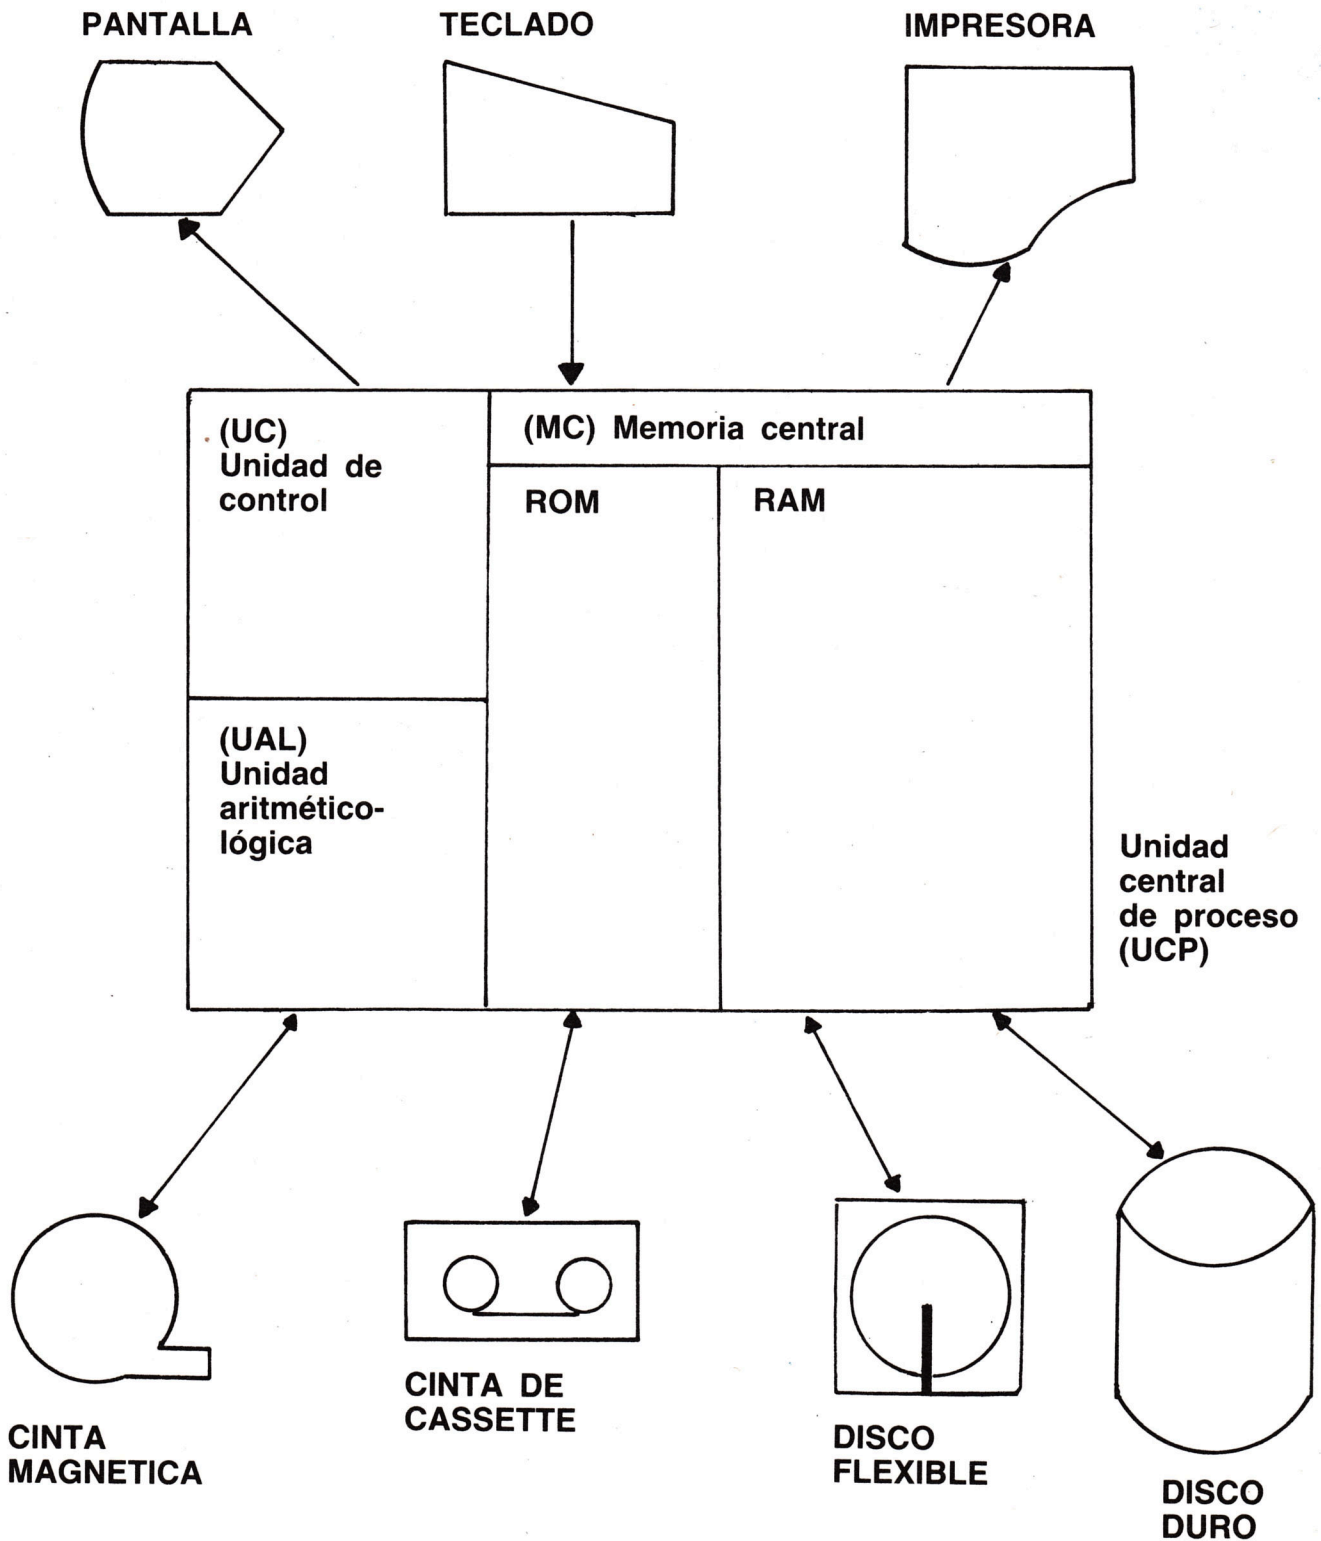 PANTALLA
TECLADO
IMPRESORA
(UC)
Unidad de
control
(MC) Memoria central
ROM
RAM
(UAL)
Unidad
aritmético-
lógica
Unidad
central
de proceso
(UCP)
CINTA
MAGNETICA
CINTA DE
CASSETTE
DISCO
FLEXIBLE
DISCO
DURO